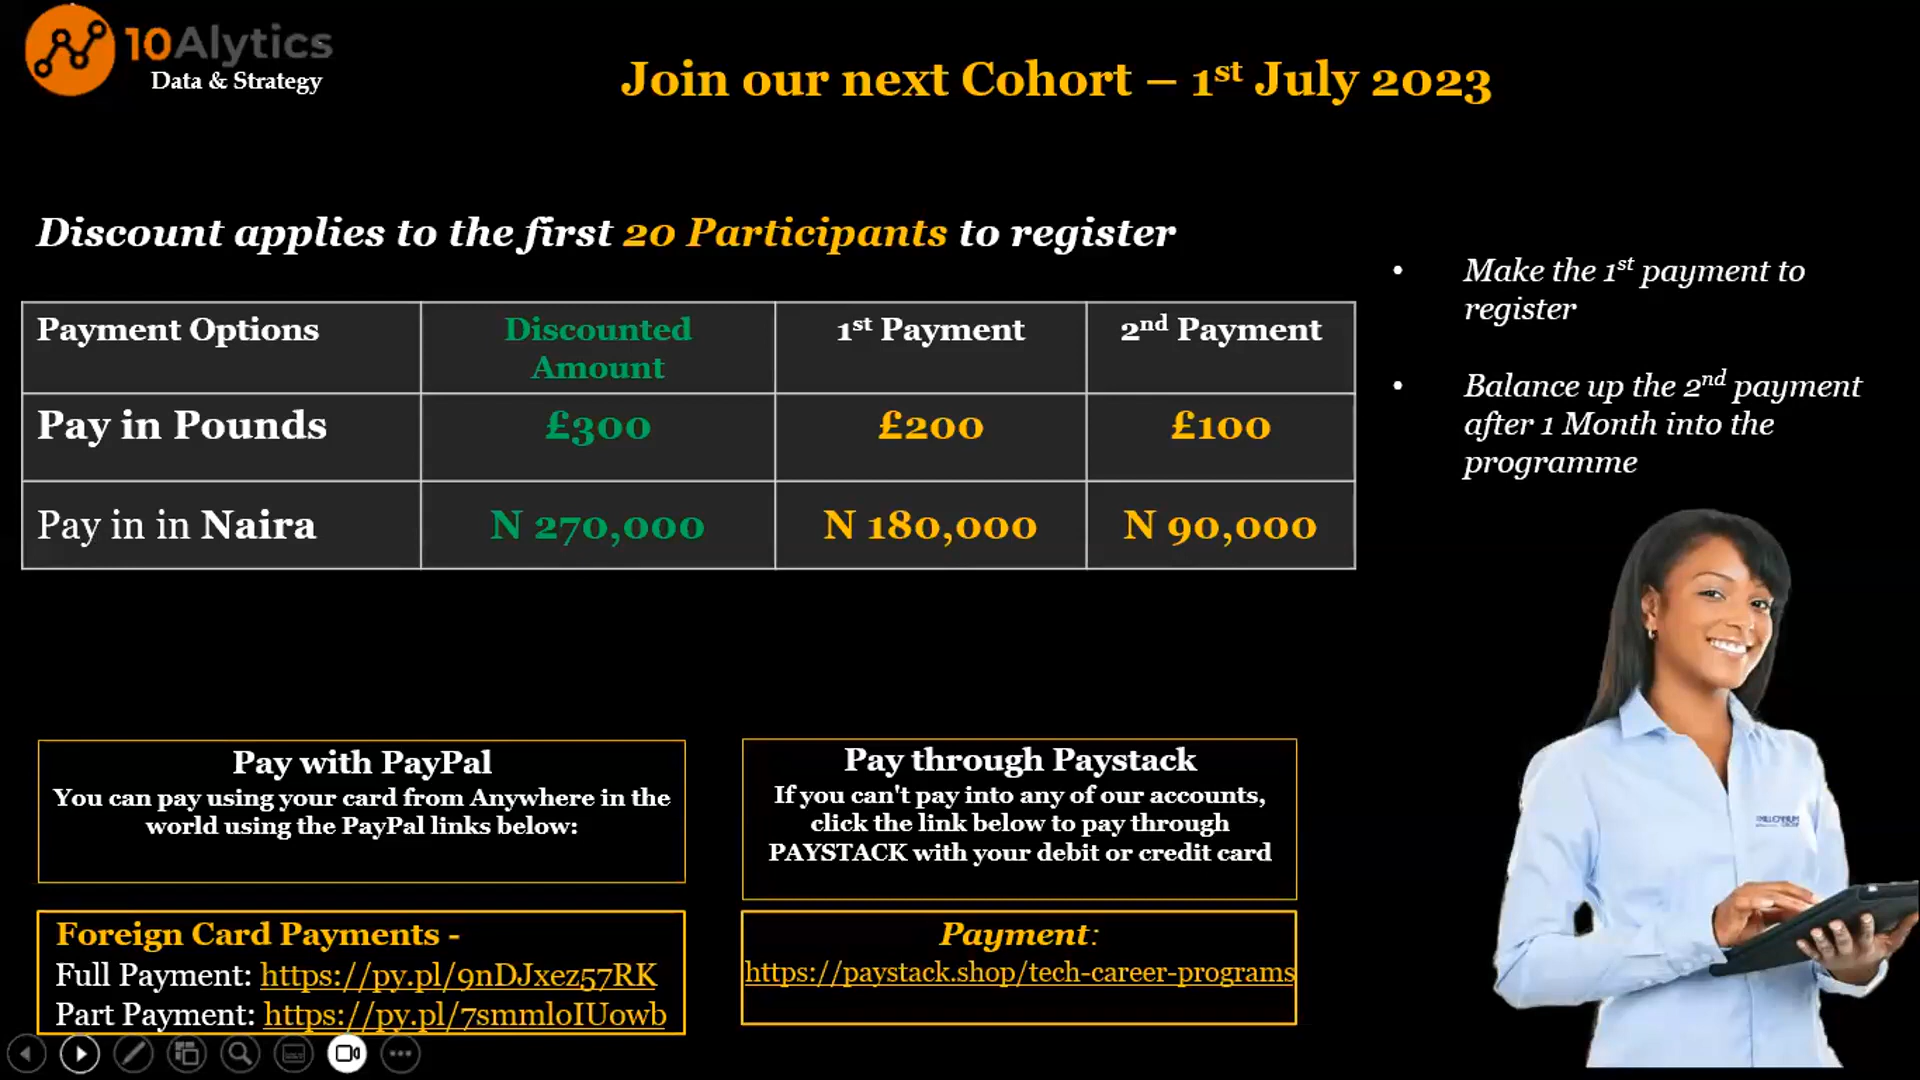 10Alytics
Data & Strategy
Join our next Cohort – 1st July 2023
Discount applies to the first 20 Participants to register
Payment Options
Discounted
Amount
1st Payment
2nd Payment
Pay in Pounds
£300
£200
£100
Pay in in Naira
N 270,000
N 180,000
N 90,000
• Make the 1st payment to
register
• Balance up the 2nd payment
after 1 Month into the
programme
Pay with PayPal
You can pay using your card from Anywhere in the
world using the PayPal links below:
Foreign Card Payments -
Full Payment: https://py.pl/9nDJxez57RK
Part Payment: https://py.pl/7smmloIUowb
Pay through Paystack
If you can't pay into any of our accounts,
click the link below to pay through
PAYSTACK with your debit or credit card
Payment:
https://paystack.shop/tech-career-programs